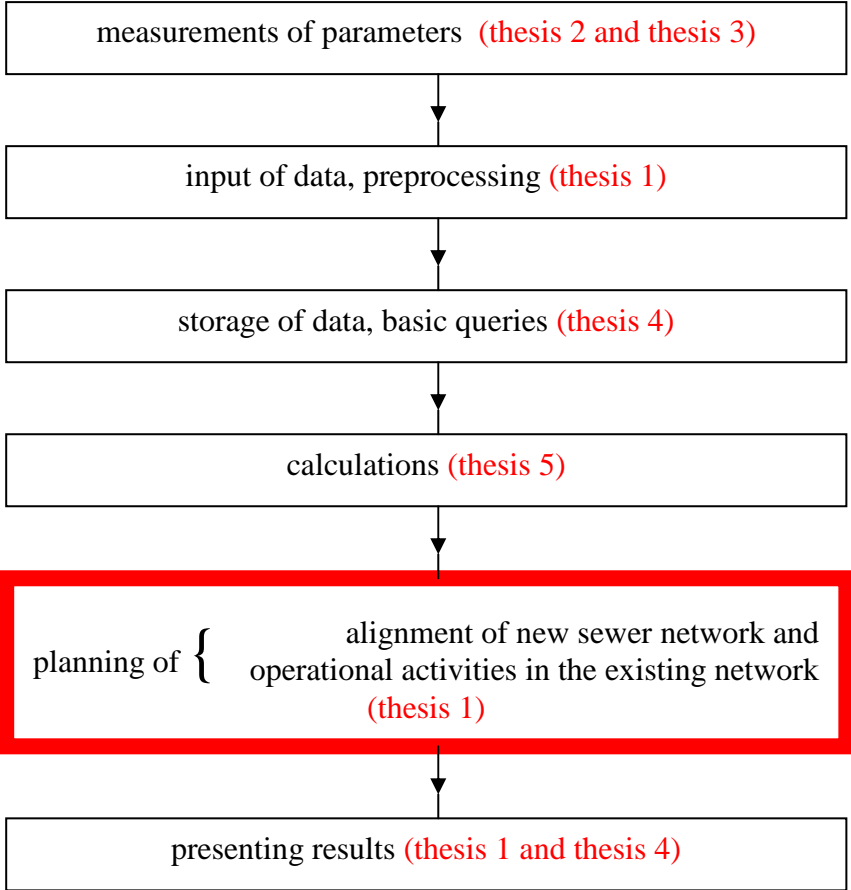 measurements of parameters (thesis 2 and thesis 3)
input of data, preprocessing (thesis 1)
storage of data, basic queries (thesis 4)
calculations (thesis 5)
planning of {
alignment of new sewer network and
operational activities in the existing network
(thesis 1)
presenting results (thesis 1 and thesis 4)